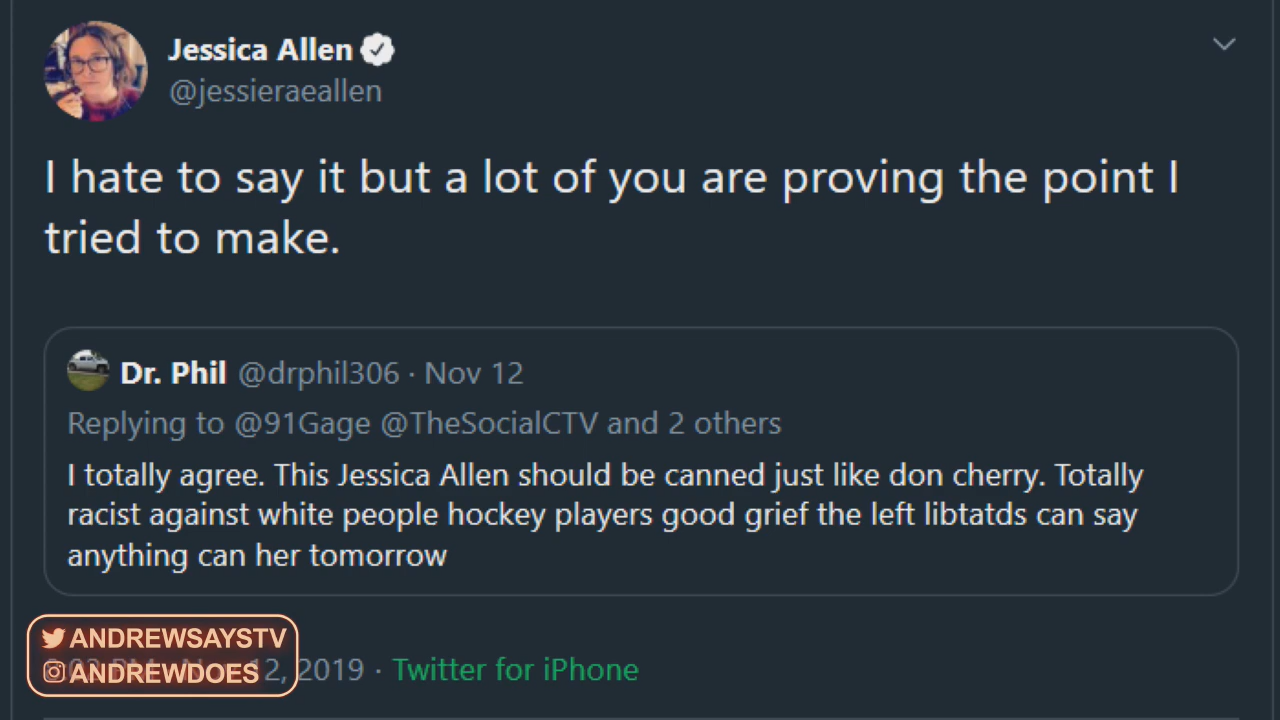 Jessica Allen
@jessieraeallen
I hate to say it but a lot of you are proving the point I
tried to make.
Dr. Phil @drphil306 · Nov 12
Replying to @91Gage @TheSocialCTV and 2 others
I totally agree. This Jessica Allen should be canned just like don cherry. Totally
racist against white people hockey players good grief the left libtatds can say
anything can her tomorrow
ANDREWSAYSTV
ANDREWDOES
12, 2019 · Twitter for iPhone